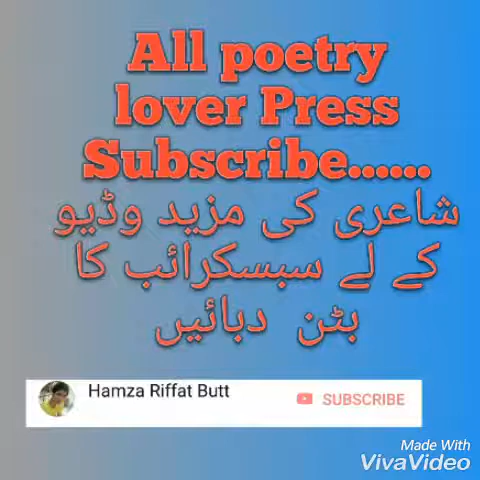 All poetry
lover Press
Subscribe......
شاعری کی مزید وڈیو
کے لے سبسکرائب کا
بٹن دبائیں
Hamza Riffat Butt
SUBSCRIBE
Made With
VivaVideo